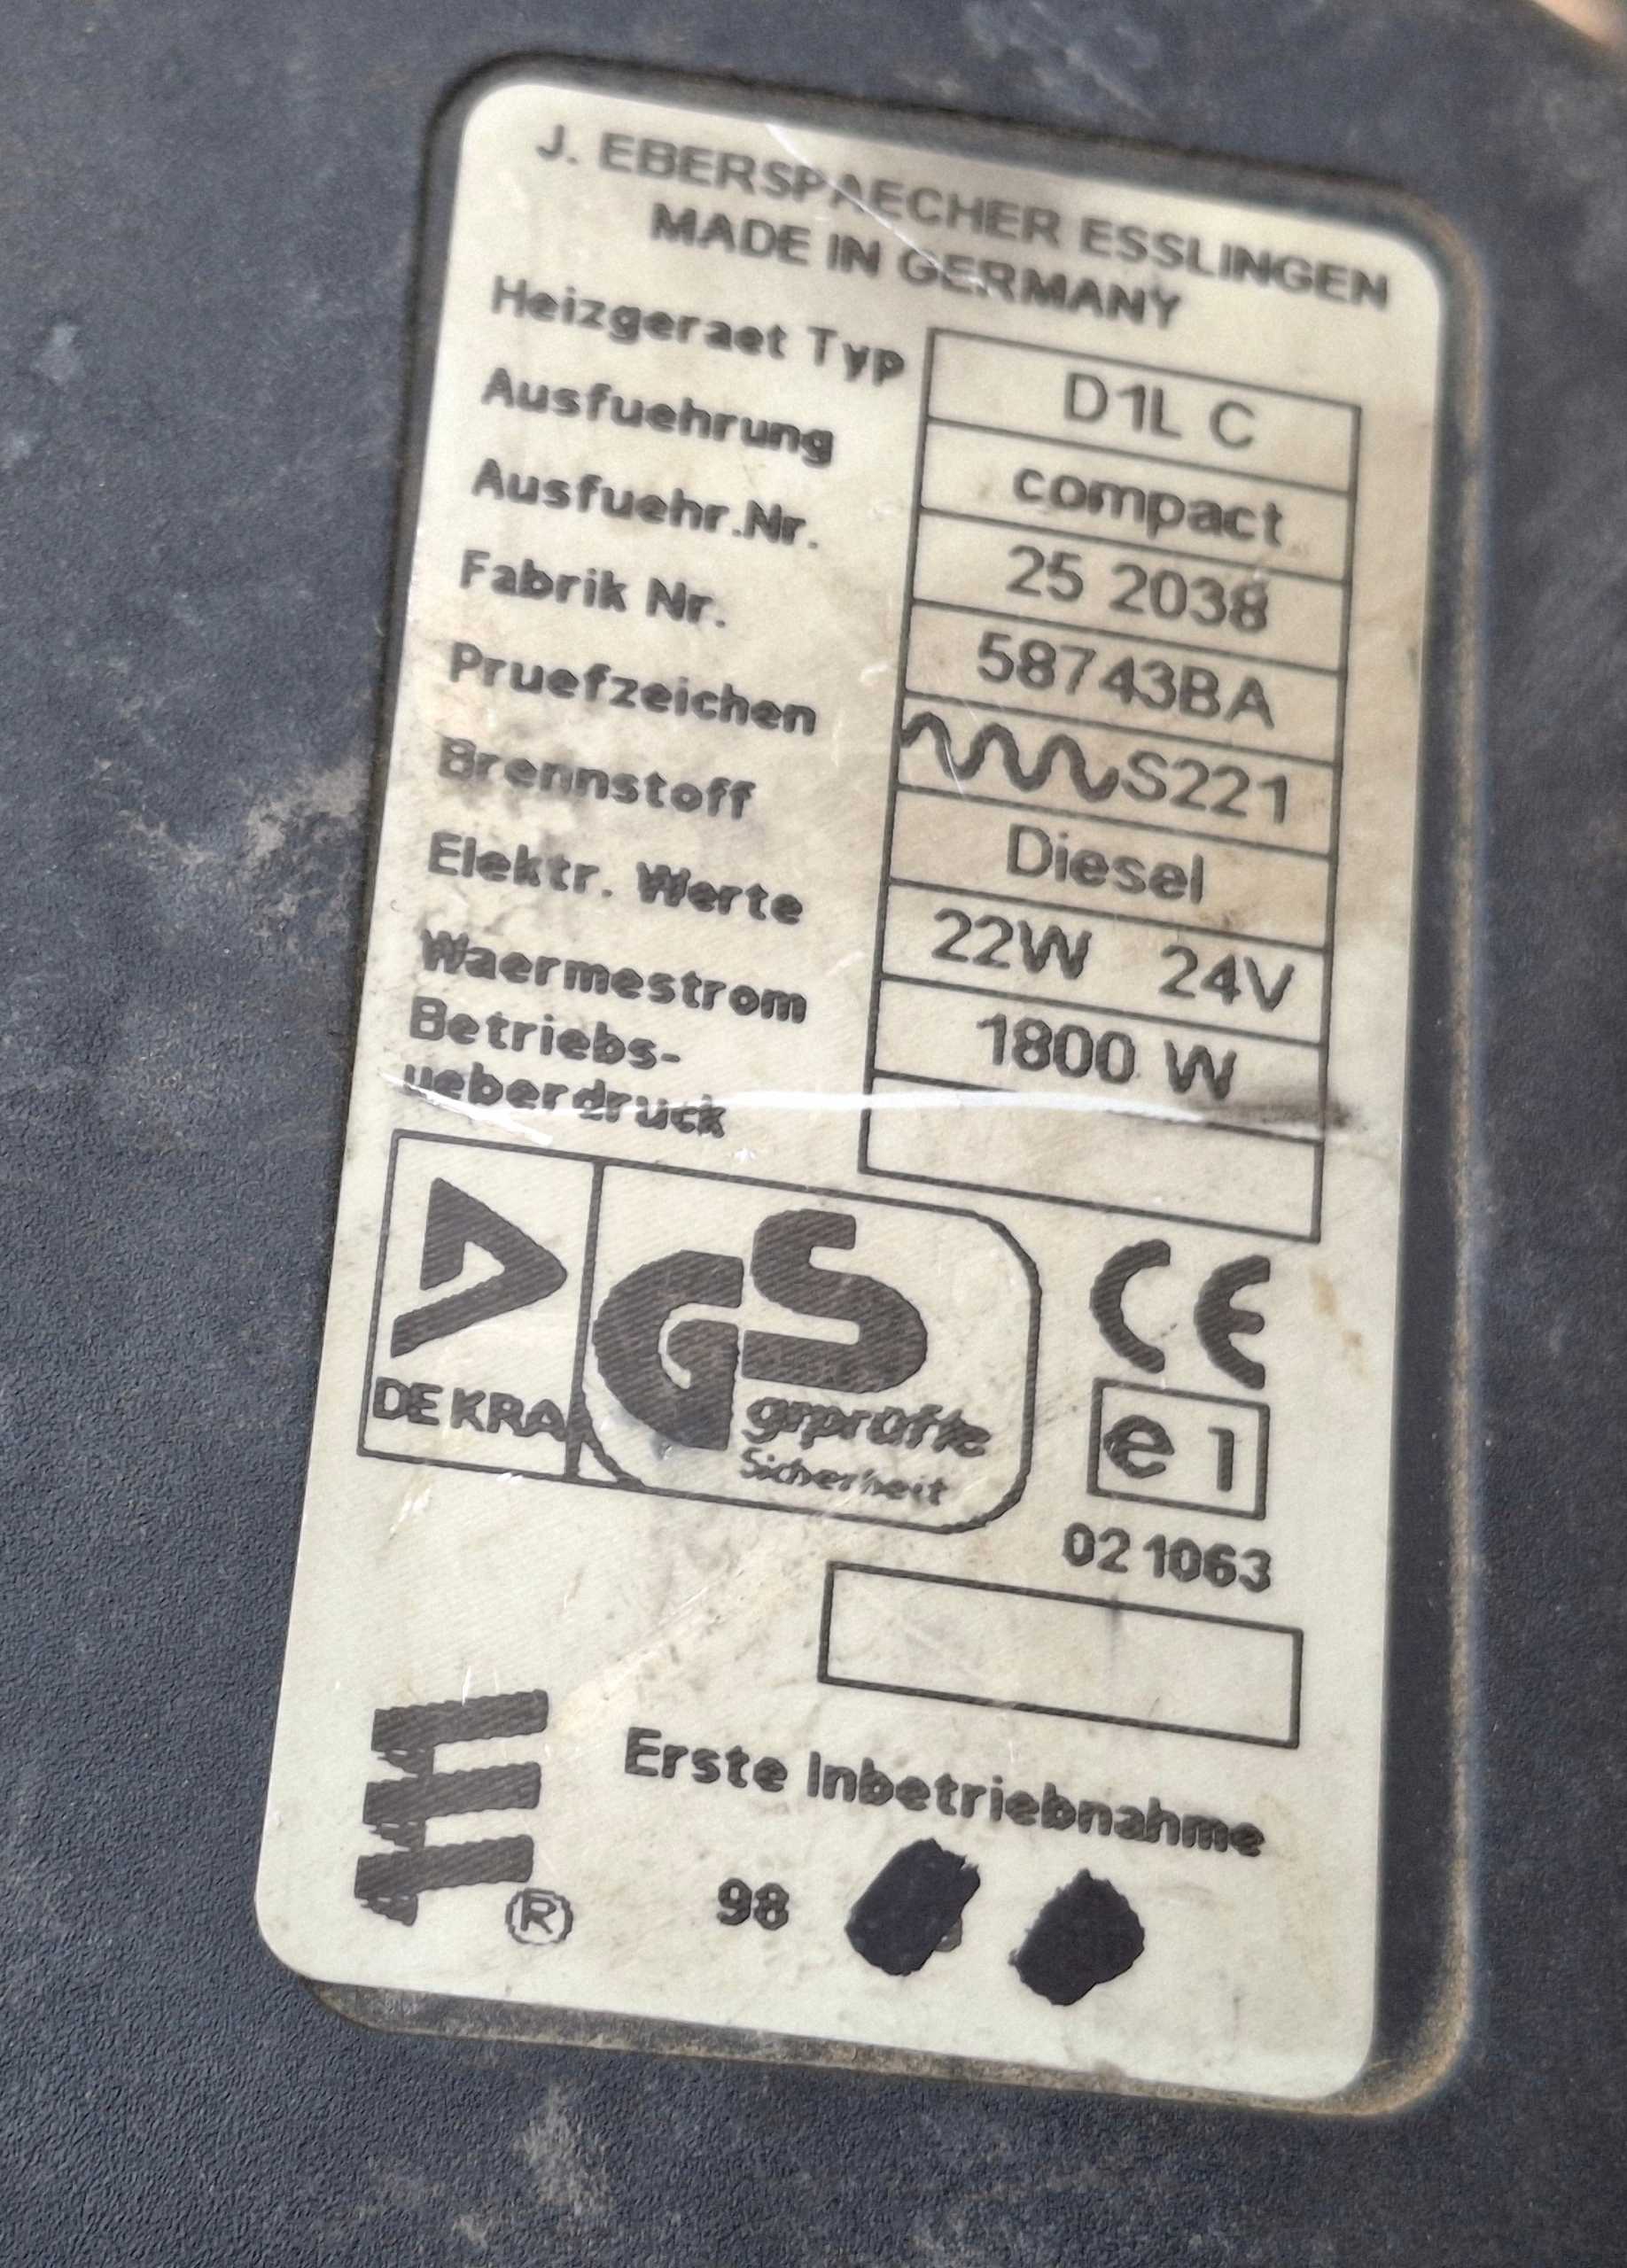 J. EBERSPAECHER ESSLINGEN
MADE IN GERMANY
Heizgeraet Typ D1L C
Ausfuehrung compact
Ausfuehr.Nr. 25 2038
Fabrik Nr. 58743BA
Pruefzeichen S221
Brennstoff Diesel
Elektr. Werte 22W 24V
Waermestrom 1800 W
Betriebs-
ueberdruck
DEKRA
GS
geprüfte
Sicherheit
CE
e1
021063
Erste Inbetriebnahme
98
®